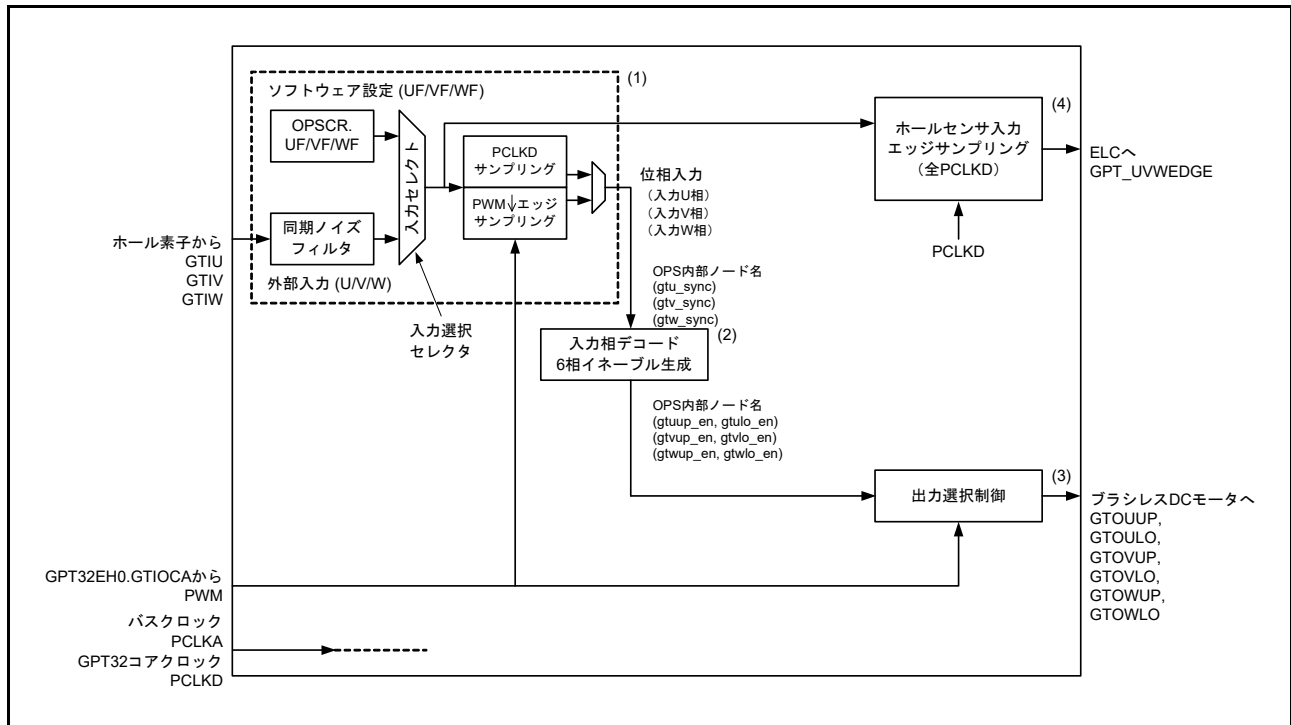 ソフトウェア設定 (UF/VF/WF)
(1)
OPSCR.
UF/VF/WF
入力セレクト
PCLKD
サンプリング
PWM↓エッジ
サンプリング
同期ノイズ
フィルタ
外部入力 (U/V/W)
ホール素子から
GTIU
GTIV
GTIW
入力選択
セレクタ
位相入力
(入力U相)
(入力V相)
(入力W相)
OPS内部ノード名
(gtu_sync)
(gtv_sync)
(gtw_sync)
(2)
入力相デコード
6相イネーブル生成
OPS内部ノード名
(gtuup_en, gtulo_en)
(gtvup_en, gtvlo_en)
(gtwup_en, gtwlo_en)
(4)
ホールセンサ入力
エッジサンプリング
(全PCLKD)
PCLKD
ELCへ
GPT_UVWEDGE
(3)
出力選択制御
ブラシレスDCモータへ
GTOUUP,
GTOULO,
GTOVUP,
GTOVLO,
GTOWUP,
GTOWLO
GPT32EH0.GTIOCAから
PWM
バスクロック
PCLKA
GPT32コアクロック
PCLKD